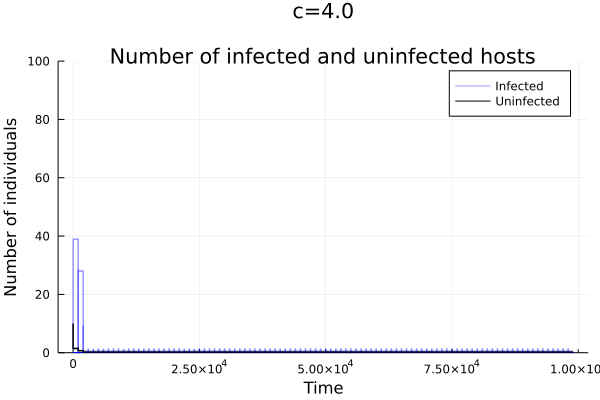 c=4.0
Number of infected and uninfected hosts
Number of individuals
100
80
60
40
20
0
Infected
Uninfected
0
2.50×10⁴
5.00×10⁴
7.50×10⁴
Time